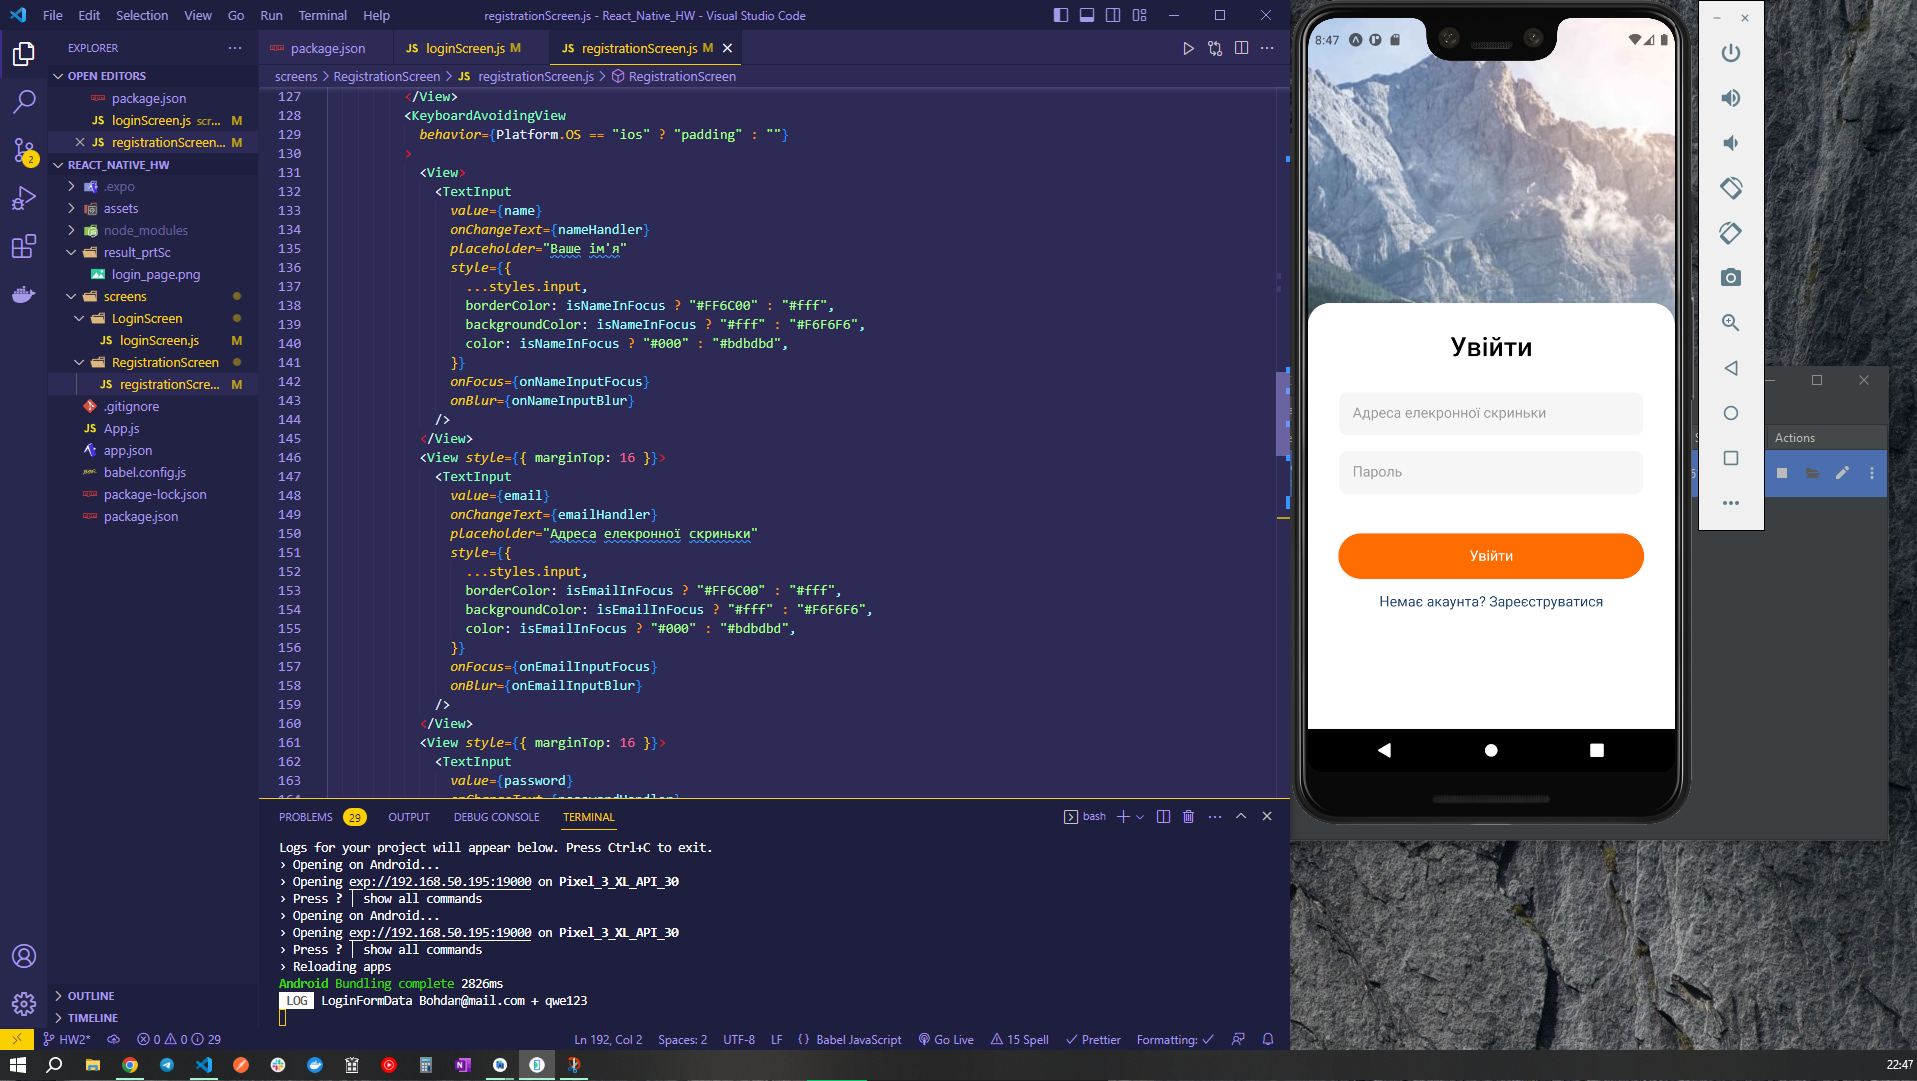 File Edit Selection View Go Run Terminal Help
registrationScreen.js - React_Native_HW - Visual Studio Code
EXPLORER
OPEN EDITORS
package.json
loginScreen.js scr... M
registrationScreen... M
REACT_NATIVE_HW
.expo
assets
node_modules
result_prtSc
login_page.png
screens
LoginScreen
loginScreen.js M
RegistrationScreen
registrationScre... M
.gitignore
App.js
app.json
babel.config.js
package-lock.json
package.json
OUTLINE
TIMELINE
package.json
loginScreen.js M
registrationScreen.js M
screens > RegistrationScreen > JS registrationScreen.js > RegistrationScreen
127 </View>
128 <KeyboardAvoidingView
129 behavior={Platform.OS == "ios" ? "padding" : ""}
130 >
131 <View>
132 <TextInput
133 value={name}
134 onChangeText={nameHandler}
135 placeholder="Ваше ім'я"
136 style={{
137 ...styles.input,
138 borderColor: isNameInFocus ? "#FF6C00" : "#fff",
139 backgroundColor: isNameInFocus ? "#fff" : "#F6F6F6",
140 color: isNameInFocus ? "#000" : "#bdbdbd",
141 }}
142 onFocus={onNameInputFocus}
143 onBlur={onNameInputBlur}
144 />
145 </View>
146 <View style={{ marginTop: 16 }}>
147 <TextInput
148 value={email}
149 onChangeText={emailHandler}
150 placeholder="Адреса елекронної скриньки"
151 style={{
152 ...styles.input,
153 borderColor: isEmailInFocus ? "#FF6C00" : "#fff",
154 backgroundColor: isEmailInFocus ? "#fff" : "#F6F6F6",
155 color: isEmailInFocus ? "#000" : "#bdbdbd",
156 }}
157 onFocus={onEmailInputFocus}
158 onBlur={onEmailInputBlur}
159 />
160 </View>
161 <View style={{ marginTop: 16 }}>
162 <TextInput
163 value={password}
PROBLEMS 29 OUTPUT DEBUG CONSOLE TERMINAL
bash
Logs for your project will appear below. Press Ctrl+C to exit.
› Opening on Android...
› Opening exp://192.168.50.195:19000 on Pixel_3_XL_API_30
› Press ? │ show all commands
› Opening on Android...
› Opening exp://192.168.50.195:19000 on Pixel_3_XL_API_30
› Press ? │ show all commands
› Reloading apps
Android Bundling complete 2826ms
LOG LoginFormData Bohdan@mail.com + qwe123
HW2* 0 0 29
Ln 192, Col 2 Spaces: 2 UTF-8 LF {} Babel JavaScript Go Live 15 Spell Prettier Formatting:
8:47
Увійти
Адреса елекронної скриньки
Пароль
Увійти
Немає акаунта? Зареєструватися
Actions
22:47